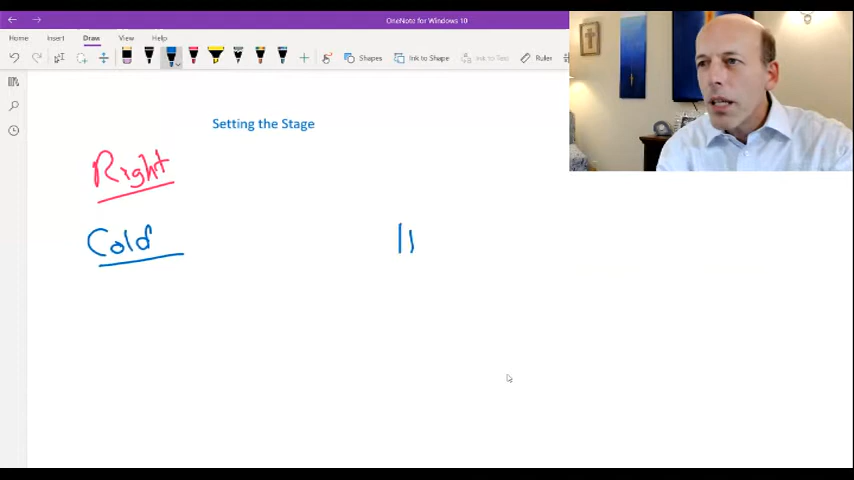 OneNote for Windows 10
Home Insert Draw View Help
Shapes Ink to Shape Ink to Text Ruler
Setting the Stage
Right
Cold